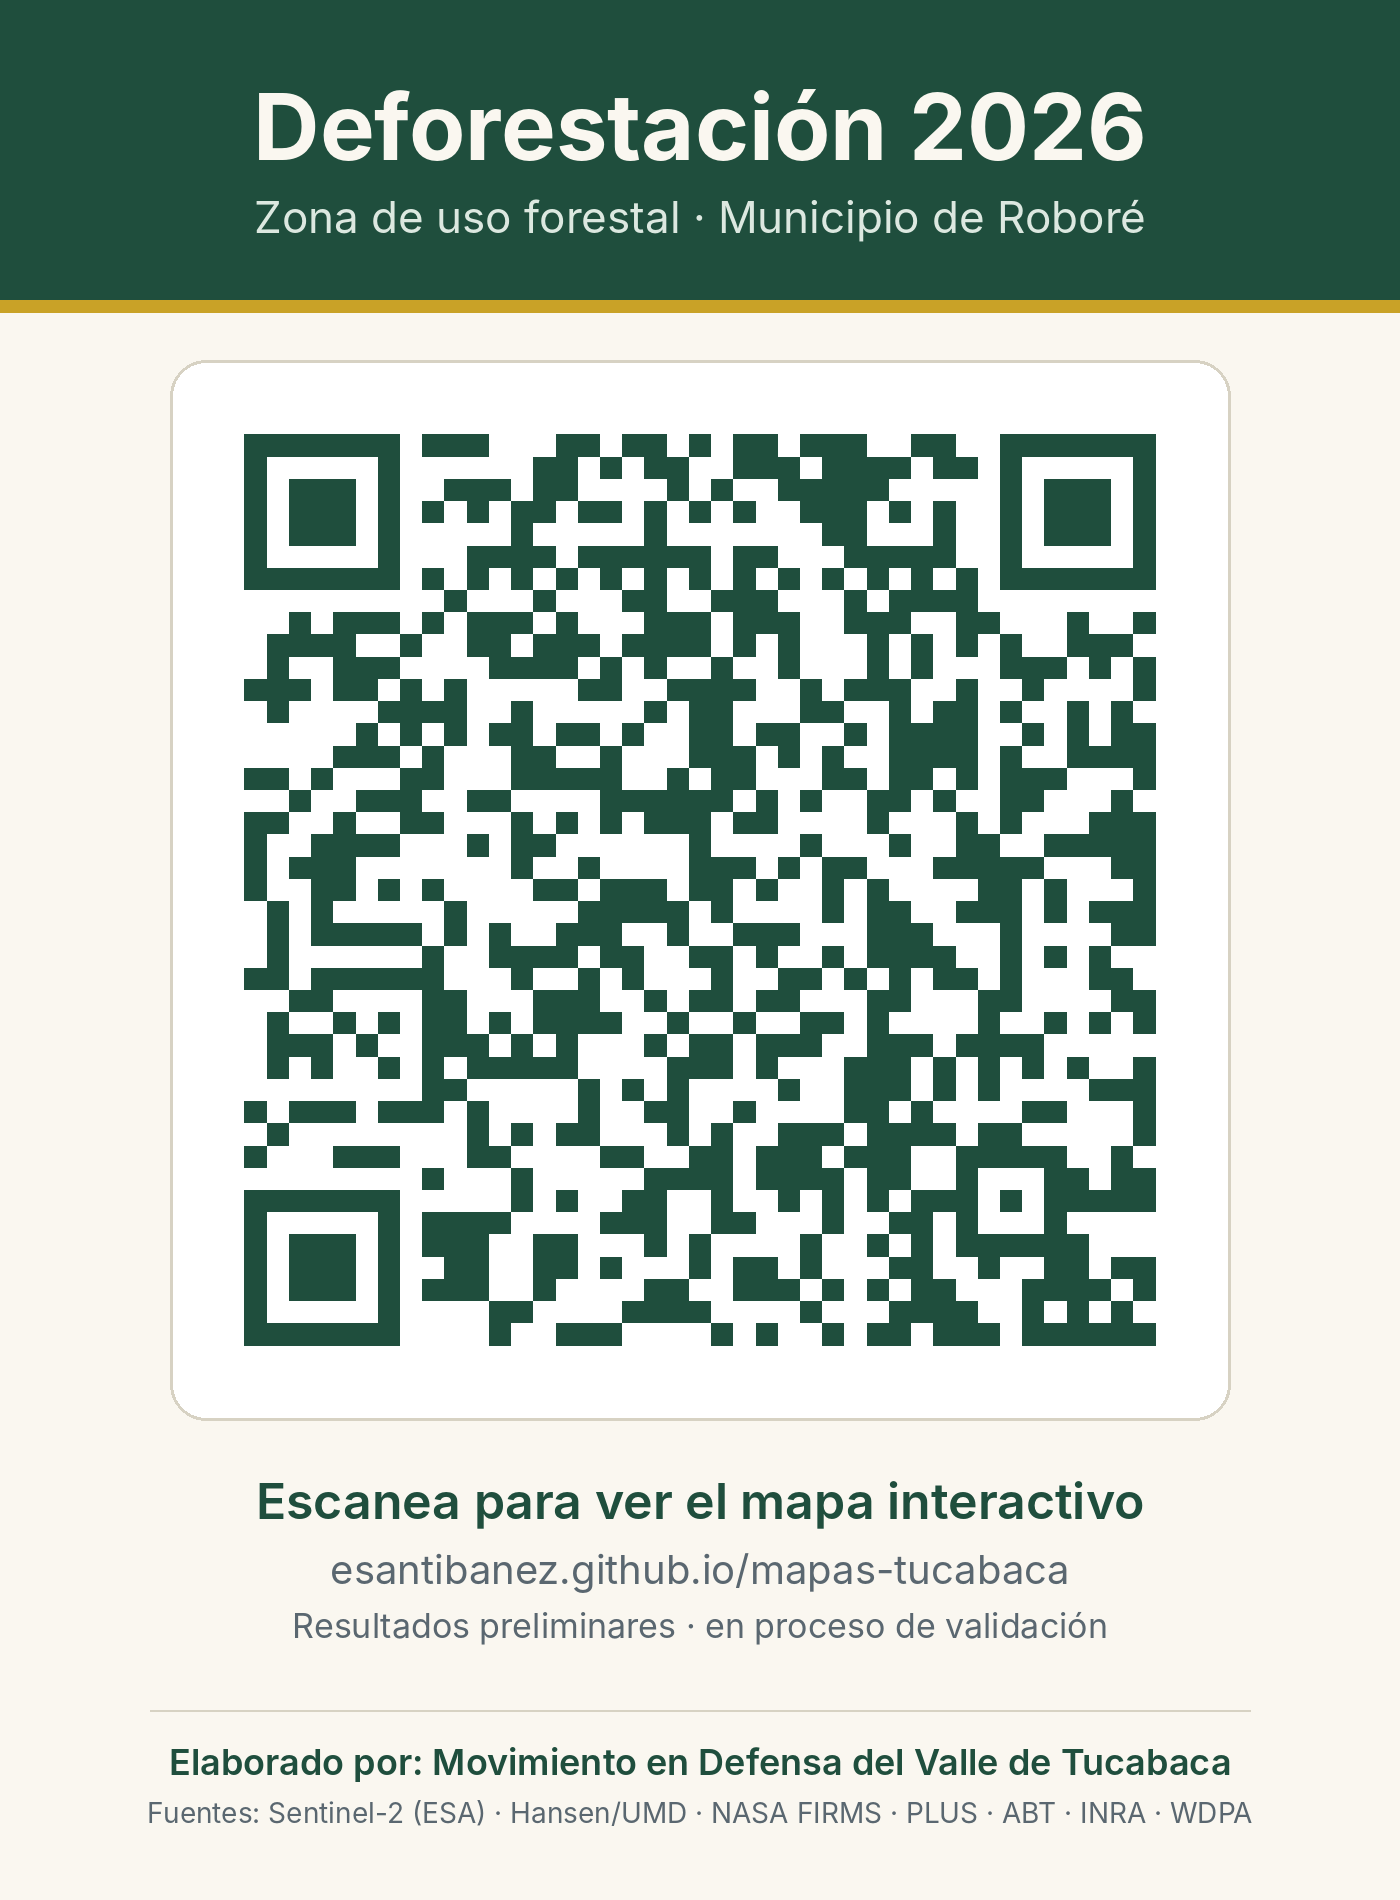 Deforestación 2026
Zona de uso forestal · Municipio de Roboré
Escanea para ver el mapa interactivo
esantibanez.github.io/mapas-tucabaca
Resultados preliminares · en proceso de validación
Elaborado por: Movimiento en Defensa del Valle de Tucabaca
Fuentes: Sentinel-2 (ESA) · Hansen/UMD · NASA FIRMS · PLUS · ABT · INRA · WDPA